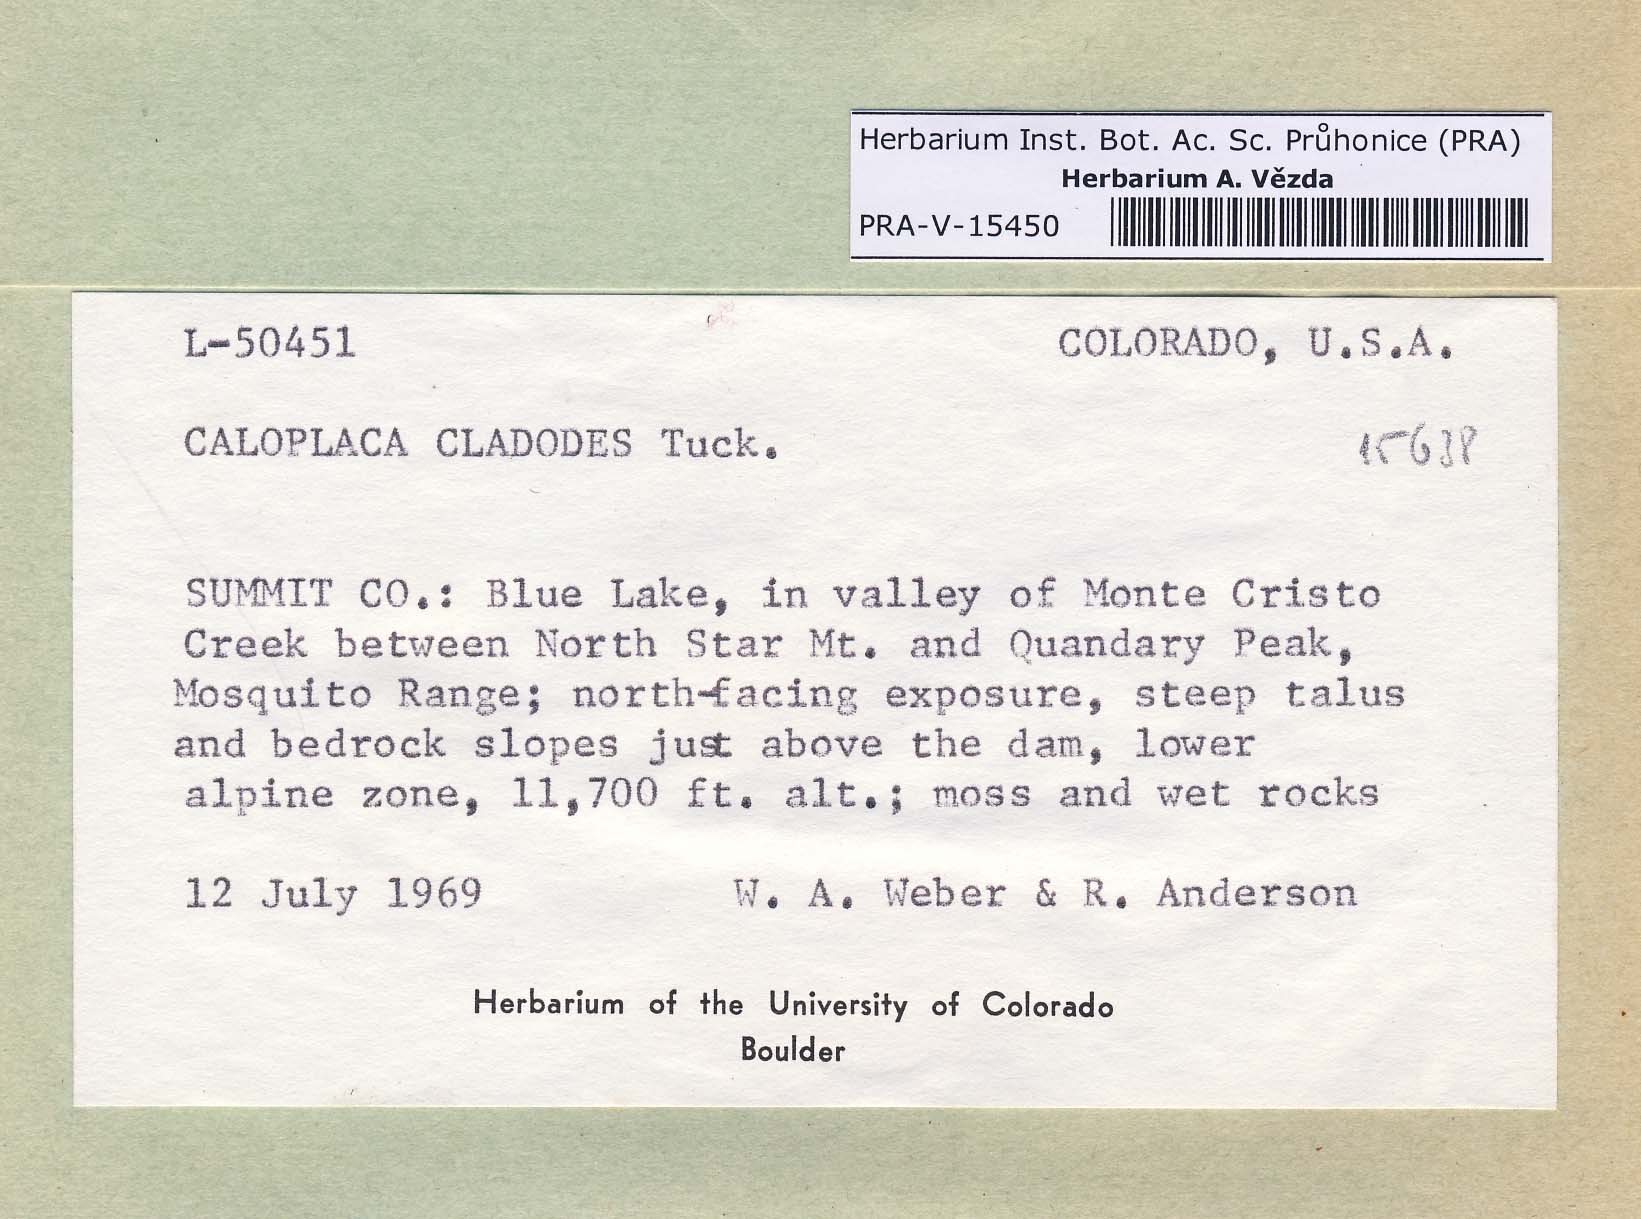 Herbarium Inst. Bot. Ac. Sc. Průhonice (PRA)
Herbarium A. Vězda
PRA-V-15450
L-50451 COLORADO, U.S.A.
CALOPLACA CLADODES Tuck. 15638
SUMMIT CO.: Blue Lake, in valley of Monte Cristo
Creek between North Star Mt. and Quandary Peak,
Mosquito Range; north-facing exposure, steep talus
and bedrock slopes just above the dam, lower
alpine zone, 11,700 ft. alt.; moss and wet rocks
12 July 1969 W. A. Weber & R. Anderson
Herbarium of the University of Colorado
Boulder